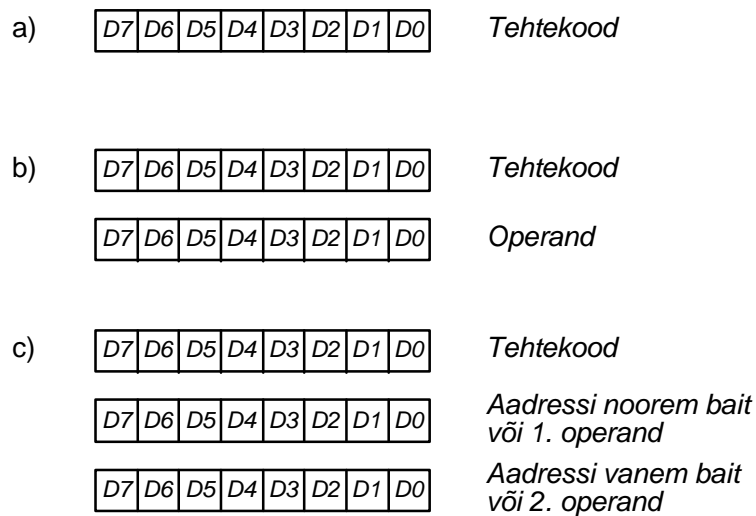 a) D7 D6 D5 D4 D3 D2 D1 D0 Tehtekood
b) D7 D6 D5 D4 D3 D2 D1 D0 Tehtekood
D7 D6 D5 D4 D3 D2 D1 D0 Operand
c) D7 D6 D5 D4 D3 D2 D1 D0 Tehtekood
D7 D6 D5 D4 D3 D2 D1 D0 Aadressi noorem bait
või 1. operand
D7 D6 D5 D4 D3 D2 D1 D0 Aadressi vanem bait
või 2. operand